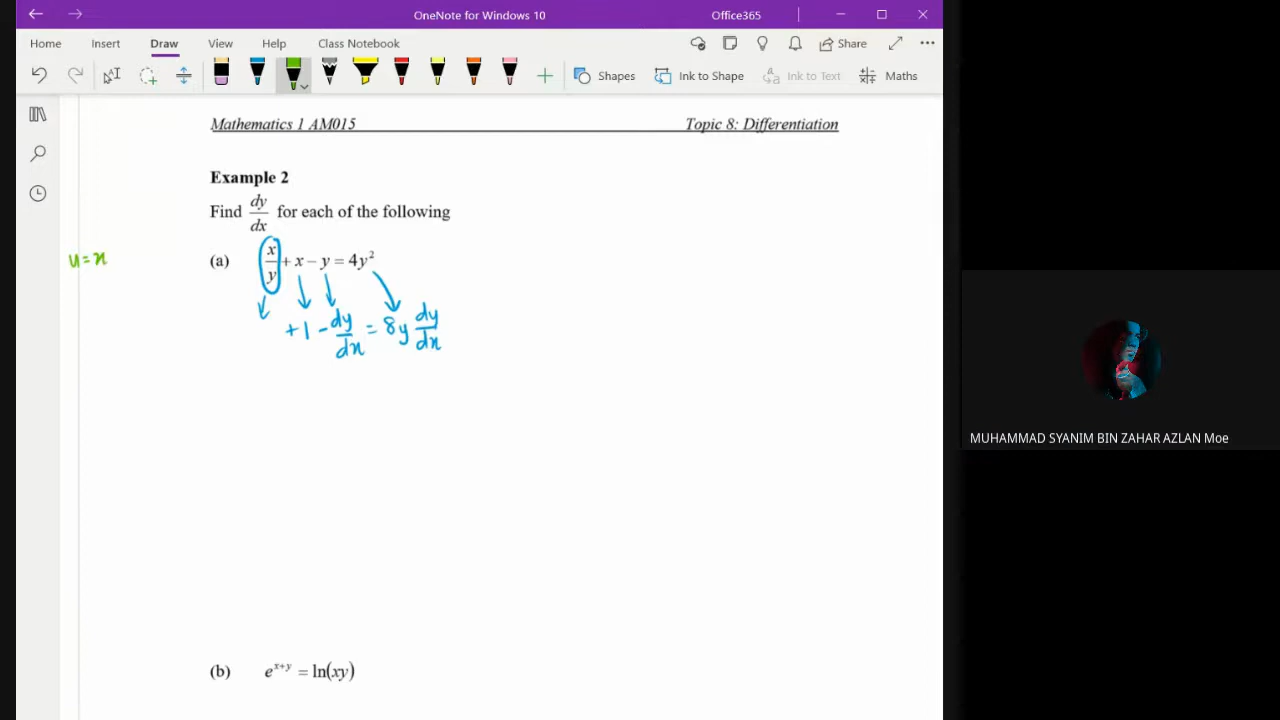 OneNote for Windows 10
Office365
Home Insert Draw View Help Class Notebook
Share
Shapes Ink to Shape Ink to Text Maths
Mathematics 1 AM015 Topic 8: Differentiation
Example 2
Find dy/dx for each of the following
u = x
(a) x/y + x − y = 4y²
+1 − dy/dx = 8y dy/dx
(b) e^(x+y) = ln(xy)
MUHAMMAD SYANIM BIN ZAHAR AZLAN Moe